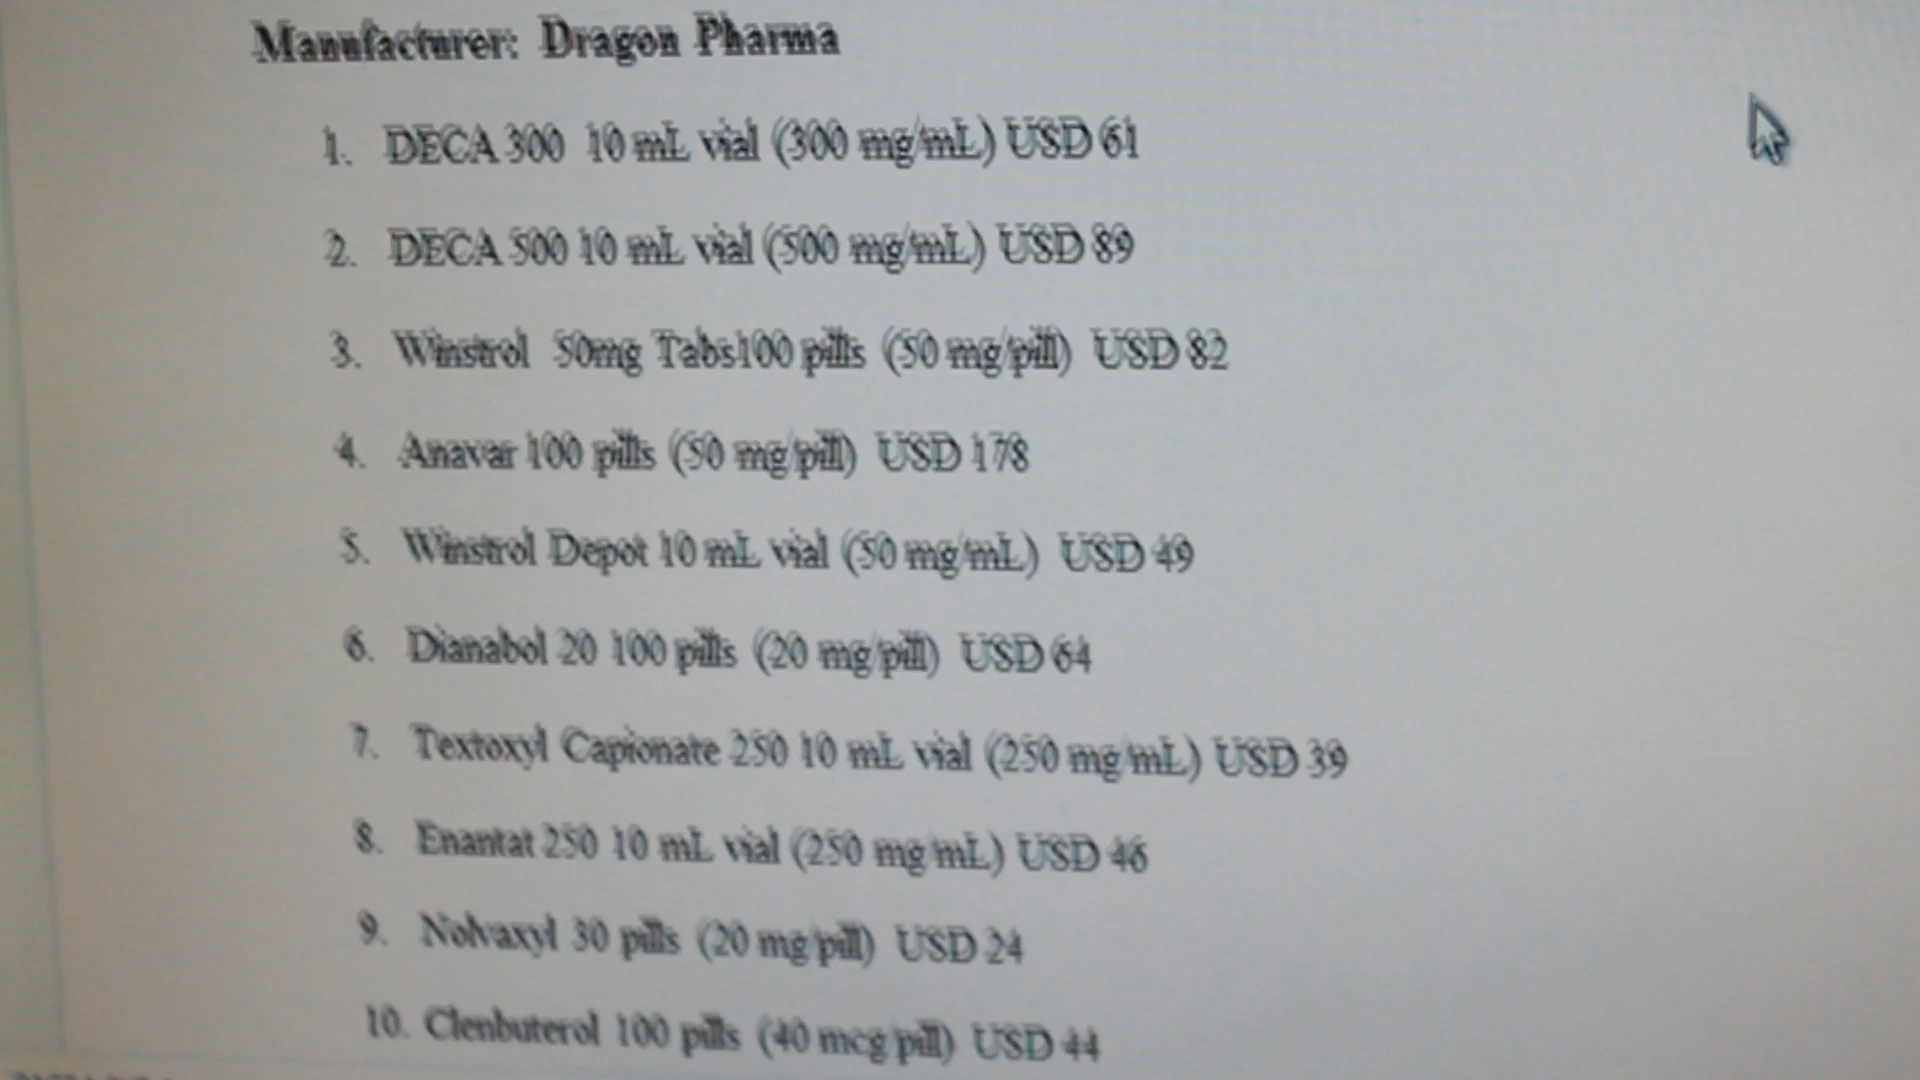 Manufacturer: Dragon Pharma
1. DECA 300 10 mL vial (300 mg/mL) USD 61
2. DECA 500 10 mL vial (500 mg/mL) USD 89
3. Winstrol 50mg Tabs100 pills (50 mg/pill) USD 82
4. Anavar 100 pills (50 mg/pill) USD 178
5. Winstrol Depot 10 mL vial (50 mg/mL) USD 49
6. Dianabol 20 100 pills (20 mg/pill) USD 64
7. Textoxyl Capionate 250 10 mL vial (250 mg/mL) USD 39
8. Enantat 250 10 mL vial (250 mg/mL) USD 46
9. Nolvaxyl 30 pills (20 mg/pill) USD 24
10. Clenbuterol 100 pills (40 mcg/pill) USD 44